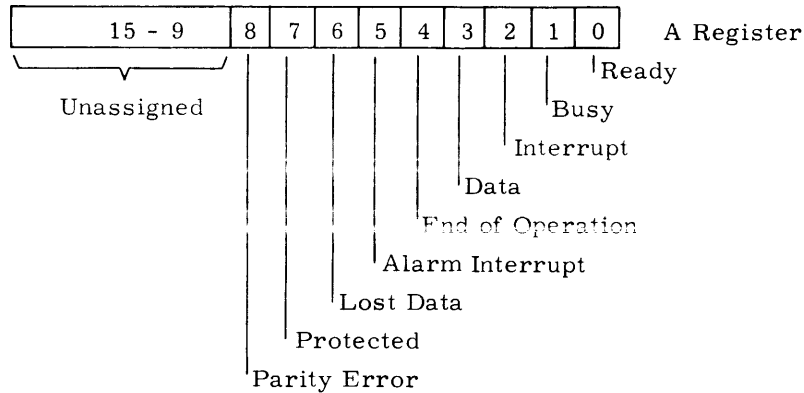 15 - 9 8 7 6 5 4 3 2 1 0 A Register
Ready
Unassigned
Busy
Interrupt
Data
End of Operation
Alarm Interrupt
Lost Data
Protected
Parity Error